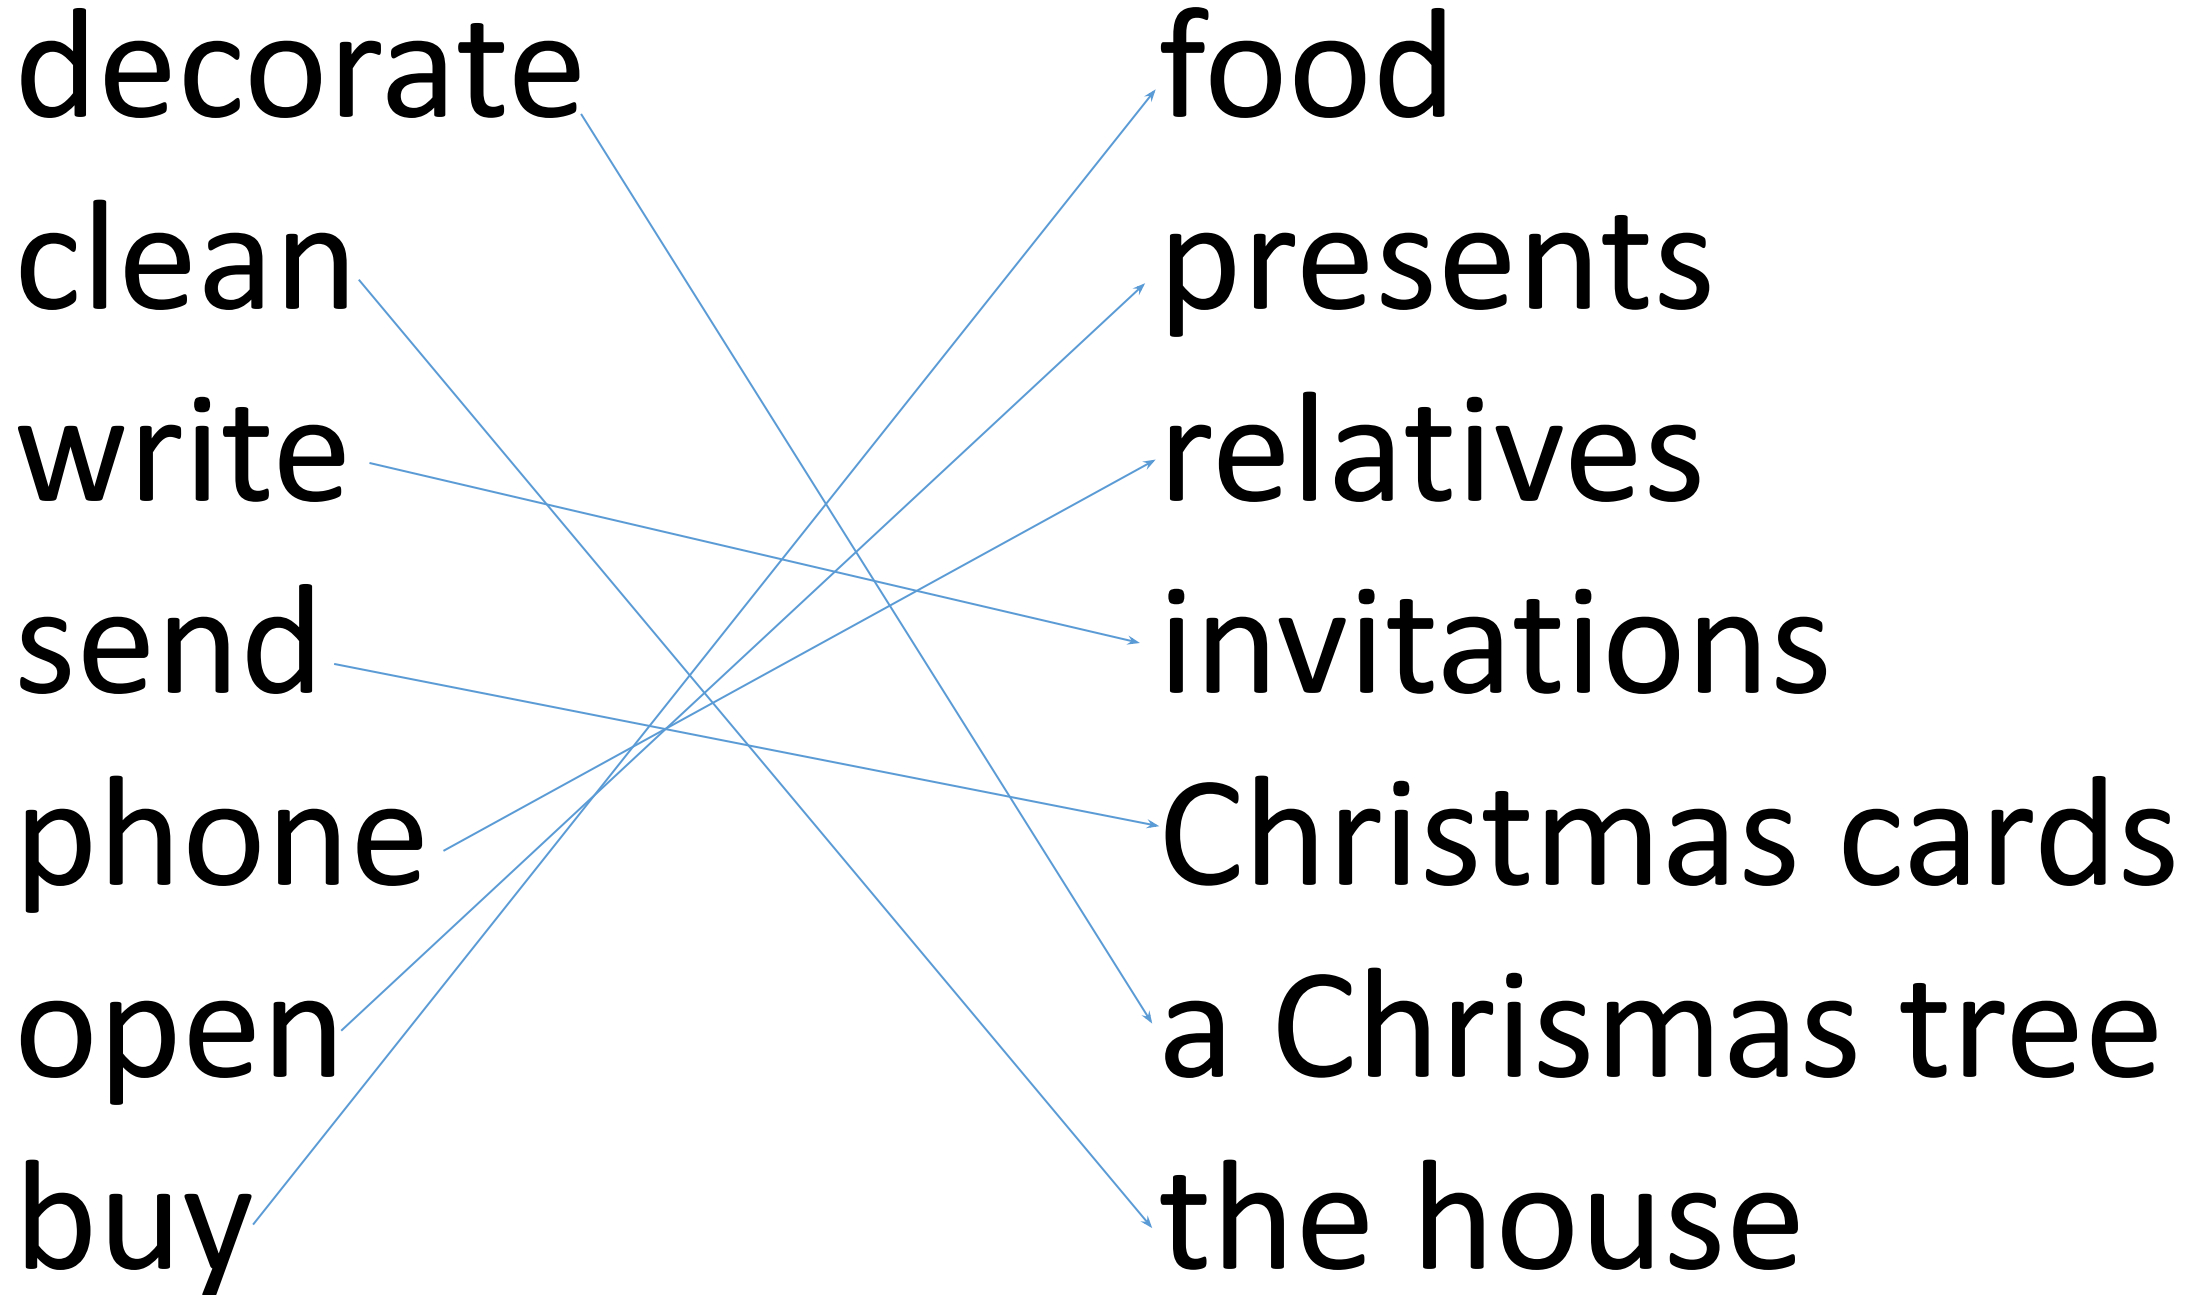 decorate
clean
write
send
phone
open
buy
food
presents
relatives
invitations
Christmas cards
a Chrismas tree
the house